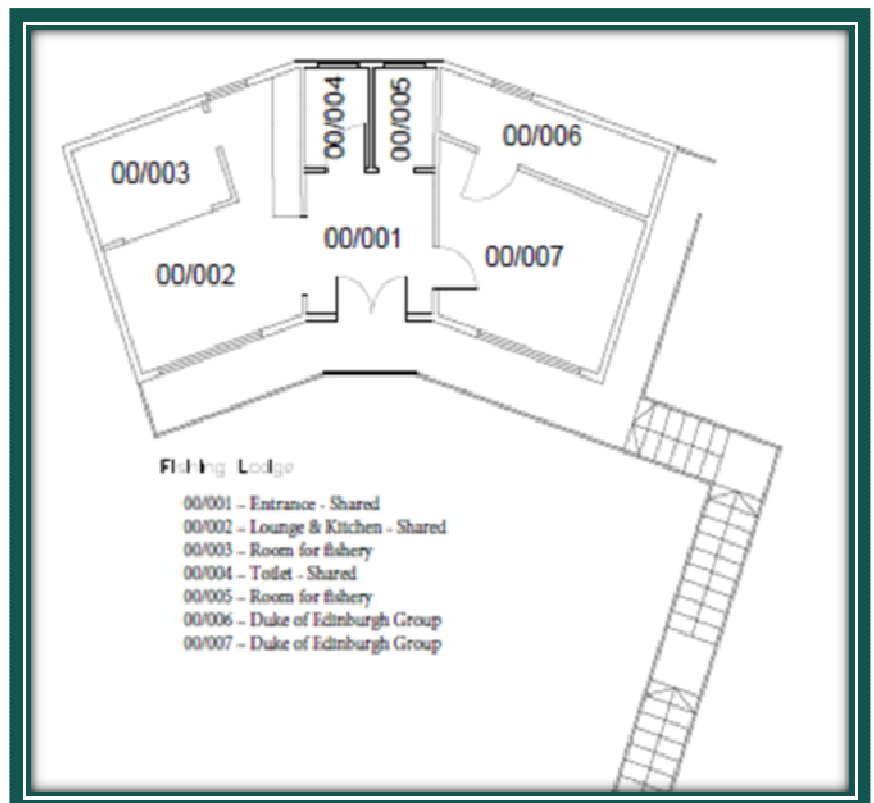 00/004
00/005
00/006
00/003
00/001
00/007
00/002
Fishing Lodge
00/001 – Entrance - Shared
00/002 – Lounge & Kitchen - Shared
00/003 – Room for fishery
00/004 – Toilet - Shared
00/005 – Room for fishery
00/006 – Duke of Edinburgh Group
00/007 – Duke of Edinburgh Group